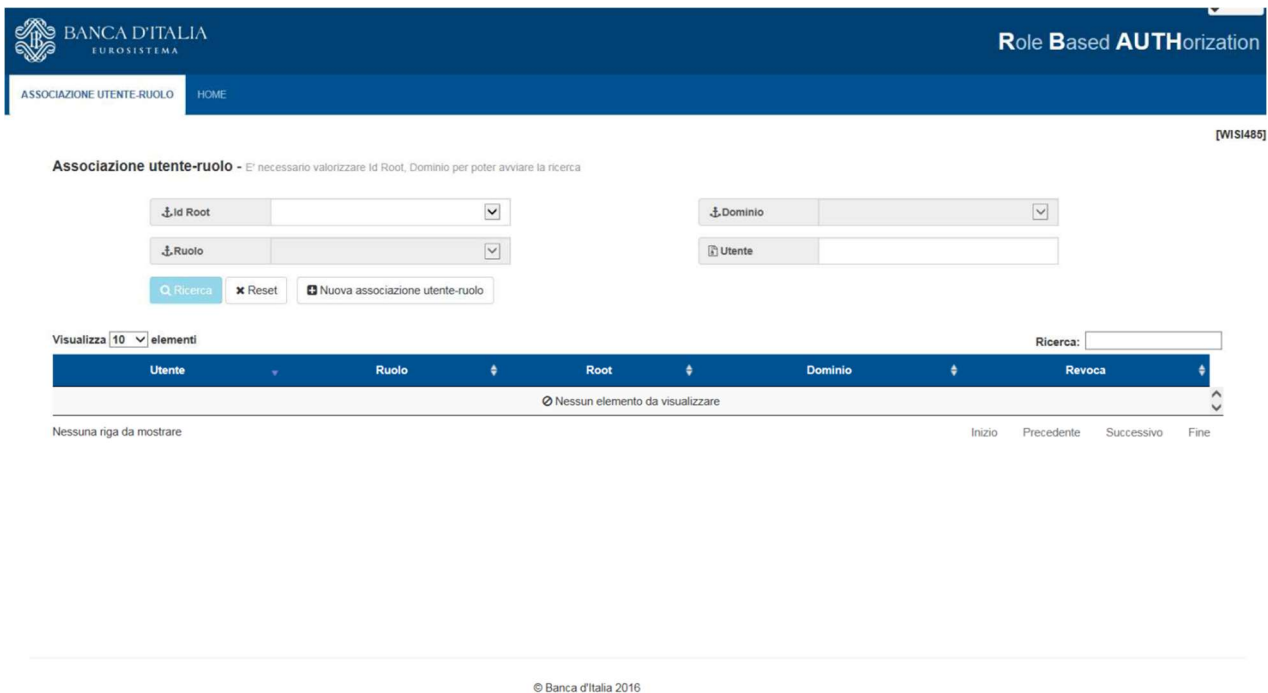 BANCA D'ITALIA
EUROSISTEMA
Role Based AUTHorization
ASSOCIAZIONE UTENTE-RUOLO HOME
[WISI485]
Associazione utente-ruolo - E' necessario valorizzare Id Root, Dominio per poter avviare la ricerca
Id Root Dominio
Ruolo Utente
Ricerca Reset Nuova associazione utente-ruolo
Visualizza 10 elementi Ricerca:
Utente Ruolo Root Dominio Revoca
Nessun elemento da visualizzare
Nessuna riga da mostrare Inizio Precedente Successivo Fine
© Banca d'Italia 2016